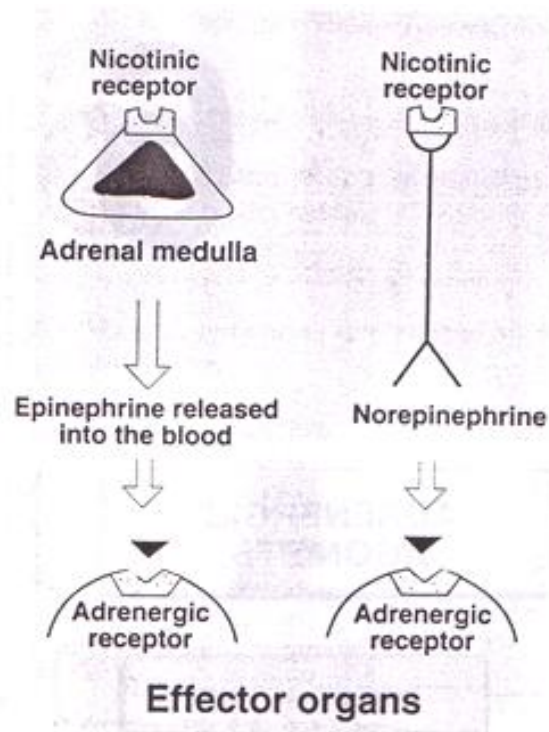 Nicotinic
receptor
Adrenal medulla
Epinephrine released
into the blood
Adrenergic
receptor
Nicotinic
receptor
Norepinephrine
Adrenergic
receptor
Effector organs